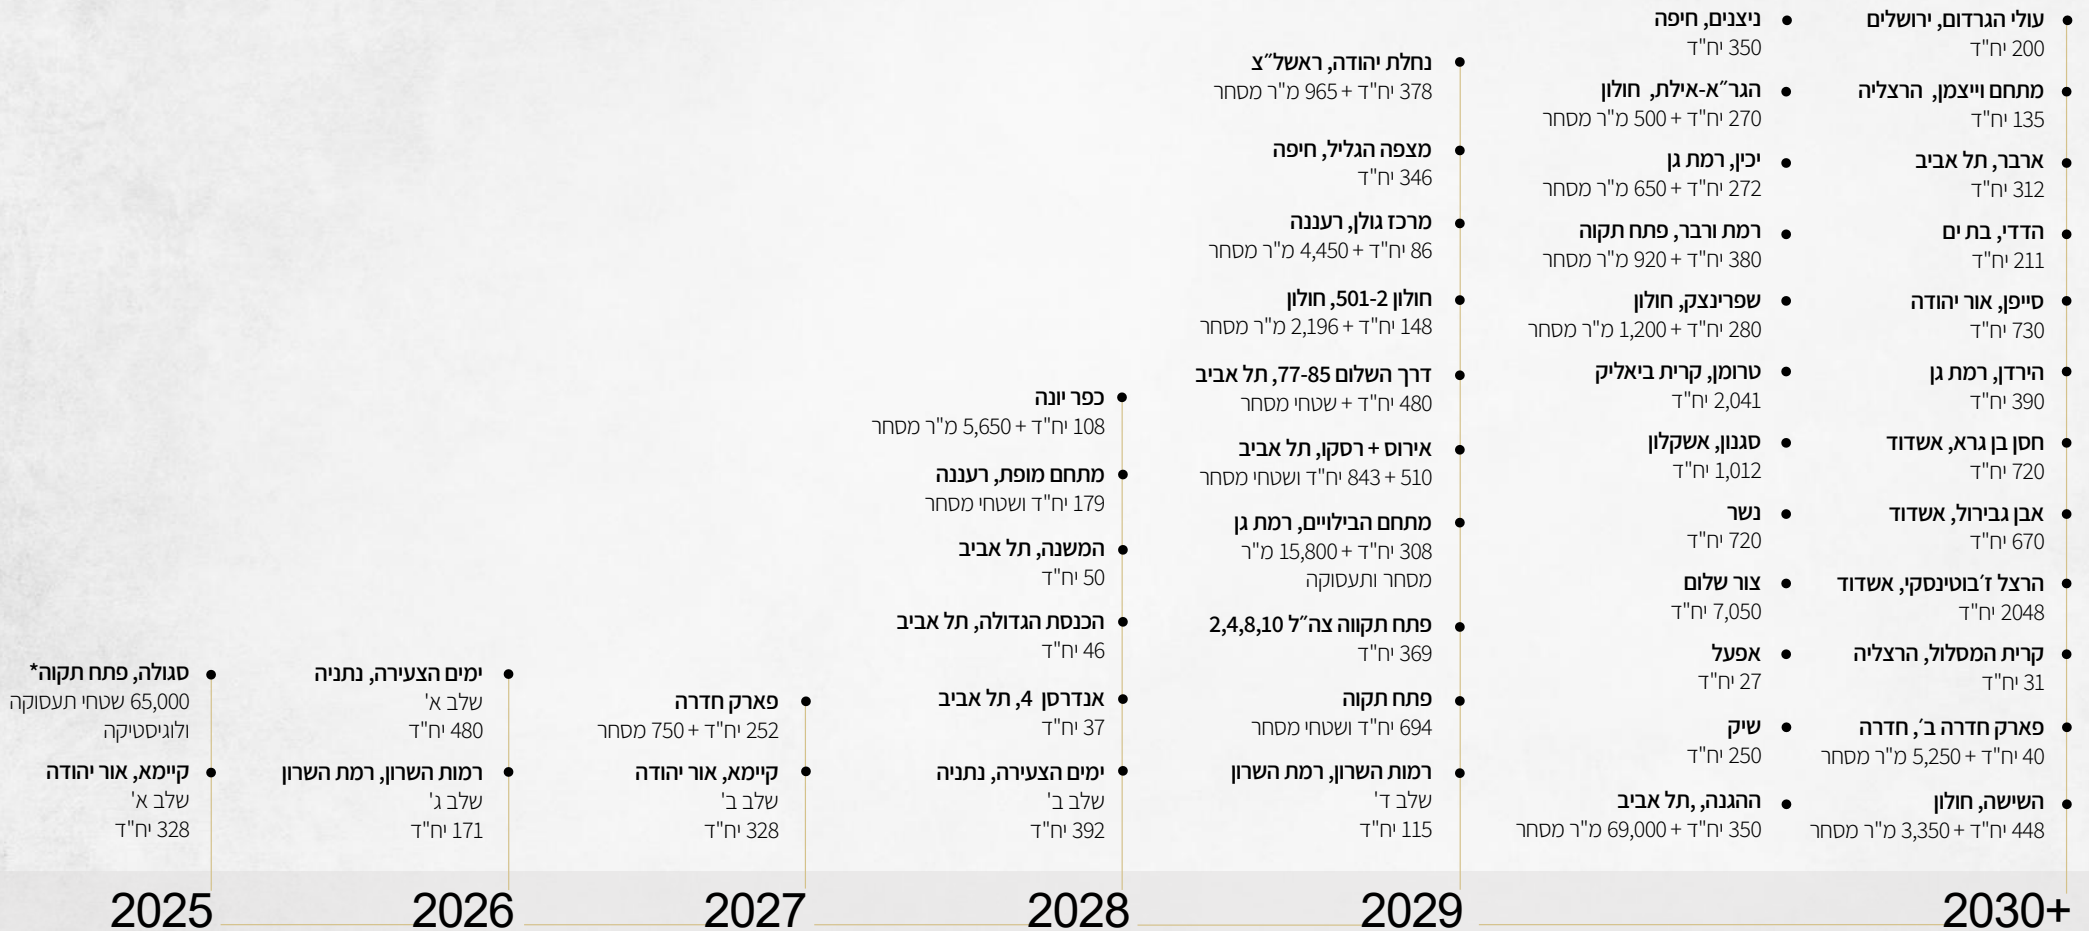 עולי הגרדום, ירושלים
200 יח"ד
מתחם וייצמן, הרצליה
135 יח"ד
ארבר, תל אביב
312 יח"ד
הדדי, בת ים
211 יח"ד
סייפן, אור יהודה
730 יח"ד
הירדן, רמת גן
390 יח"ד
חסן בן גרא, אשדוד
720 יח"ד
אבן גבירול, אשדוד
670 יח"ד
הרצל ז׳בוטינסקי, אשדוד
2048 יח"ד
קרית המסלול, הרצליה
31 יח"ד
פארק חדרה ב׳, חדרה
40 יח"ד + 5,250 מ"ר מסחר
השישה, חולון
448 יח"ד + 3,350 מ"ר מסחר
ניצנים, חיפה
350 יח"ד
הגר״א-אילת, חולון
270 יח"ד + 500 מ"ר מסחר
יכין, רמת גן
272 יח"ד + 650 מ"ר מסחר
רמת ורבר, פתח תקוה
380 יח"ד + 920 מ"ר מסחר
שפרינצק, חולון
280 יח"ד + 1,200 מ"ר מסחר
טרומן, קרית ביאליק
2,041 יח"ד
סגנון, אשקלון
1,012 יח"ד
נשר
720 יח"ד
צור שלום
7,050 יח"ד
אפעל
27 יח"ד
שיק
250 יח"ד
ההגנה, ,תל אביב
350 יח"ד + 69,000 מ"ר מסחר
נחלת יהודה, ראשל״צ
378 יח"ד + 965 מ"ר מסחר
מצפה הגליל, חיפה
346 יח"ד
מרכז גולן, רעננה
86 יח"ד + 4,450 מ"ר מסחר
חולון 501-2, חולון
148 יח"ד + 2,196 מ"ר מסחר
דרך השלום 77-85, תל אביב
480 יח"ד + שטחי מסחר
אירוס + רסקו, תל אביב
510 + 843 יח"ד ושטחי מסחר
מתחם הבילויים, רמת גן
308 יח"ד + 15,800 מ"ר
מסחר ותעסוקה
פתח תקווה צה״ל 2,4,8,10
369 יח"ד
פתח תקוה
694 יח"ד ושטחי מסחר
רמות השרון, רמת השרון
שלב ד'
115 יח"ד
כפר יונה
108 יח"ד + 5,650 מ"ר מסחר
מתחם מופת, רעננה
179 יח"ד ושטחי מסחר
המשנה, תל אביב
50 יח"ד
הכנסת הגדולה, תל אביב
46 יח"ד
אנדרסן 4, תל אביב
37 יח"ד
ימים הצעירה, נתניה
שלב ב'
392 יח"ד
פארק חדרה
252 יח"ד + 750 מסחר
קיימא, אור יהודה
שלב ב'
328 יח"ד
ימים הצעירה, נתניה
שלב א'
480 יח"ד
רמות השרון, רמת השרון
שלב ג'
171 יח"ד
סגולה, פתח תקוה*
65,000 שטחי תעסוקה
ולוגיסטיקה
קיימא, אור יהודה
שלב א'
328 יח"ד
2025 2026 2027 2028 2029 2030+